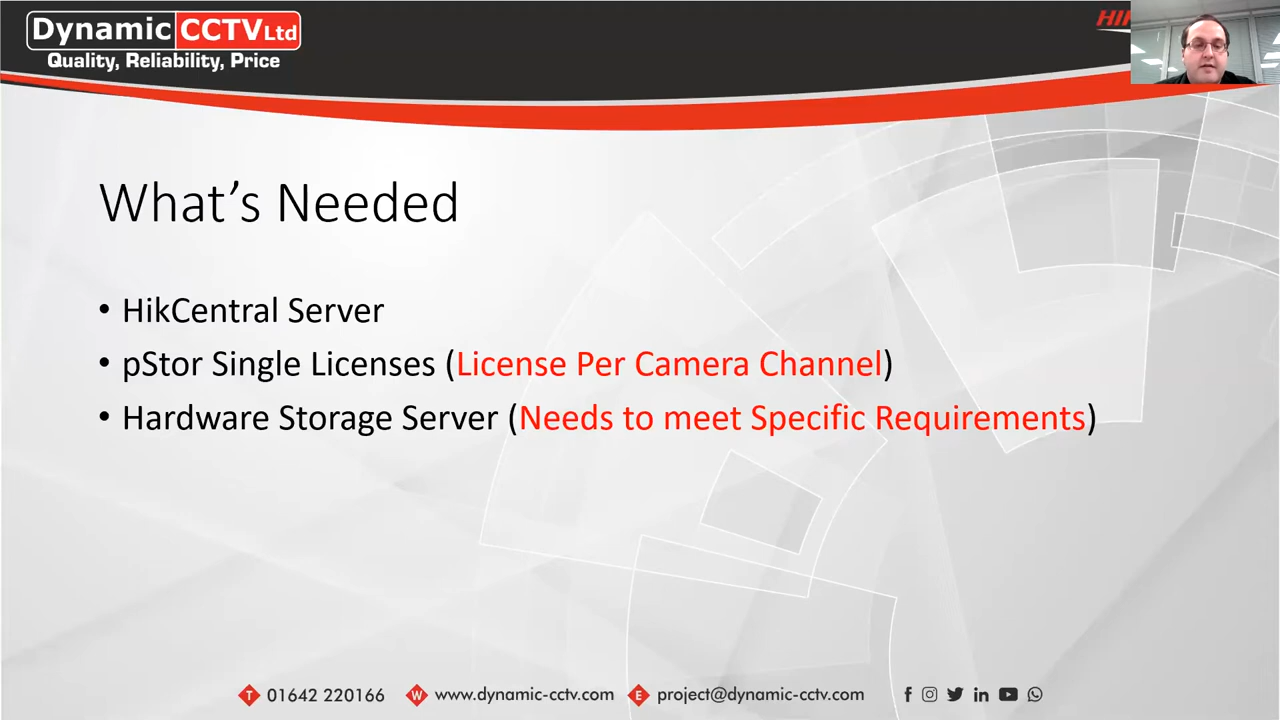 Dynamic CCTV Ltd
Quality, Reliability, Price
What’s Needed
• HikCentral Server
• pStor Single Licenses (License Per Camera Channel)
• Hardware Storage Server (Needs to meet Specific Requirements)
T 01642 220166 W www.dynamic-cctv.com E project@dynamic-cctv.com